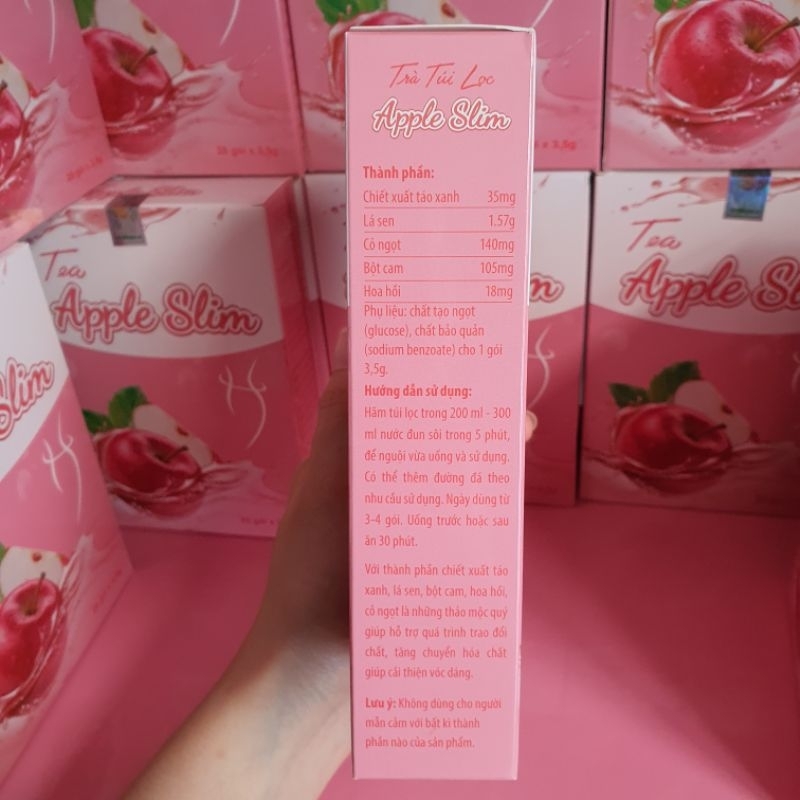 Trà Túi Lọc
Apple Slim
Thành phần:
Chiết xuất táo xanh 35mg
Lá sen 1.57g
Cỏ ngọt 140mg
Bột cam 105mg
Hoa hồi 18mg
Phụ liệu: chất tạo ngọt
(glucose), chất bảo quản
(sodium benzoate) cho 1 gói
3,5g.
Hướng dẫn sử dụng:
Hãm túi lọc trong 200 ml - 300
ml nước đun sôi trong 5 phút,
để nguôi vừa uống và sử dụng.
Có thể thêm đường đá theo
nhu cầu sử dụng. Ngày dùng từ
3-4 gói. Uống trước hoặc sau
ăn 30 phút.
Với thành phần chiết xuất táo
xanh, lá sen, bột cam, hoa hồi,
cỏ ngọt là những thảo mộc quý
giúp hỗ trợ quá trình trao đổi
chất, tăng chuyển hóa chất
giúp cải thiện vóc dáng.
Lưu ý: Không dùng cho người
mẫn cảm với bất kì thành
phần nào của sản phẩm.
Tea
Apple Slim
Slim
Tea
Apple Sl
x 3,5g